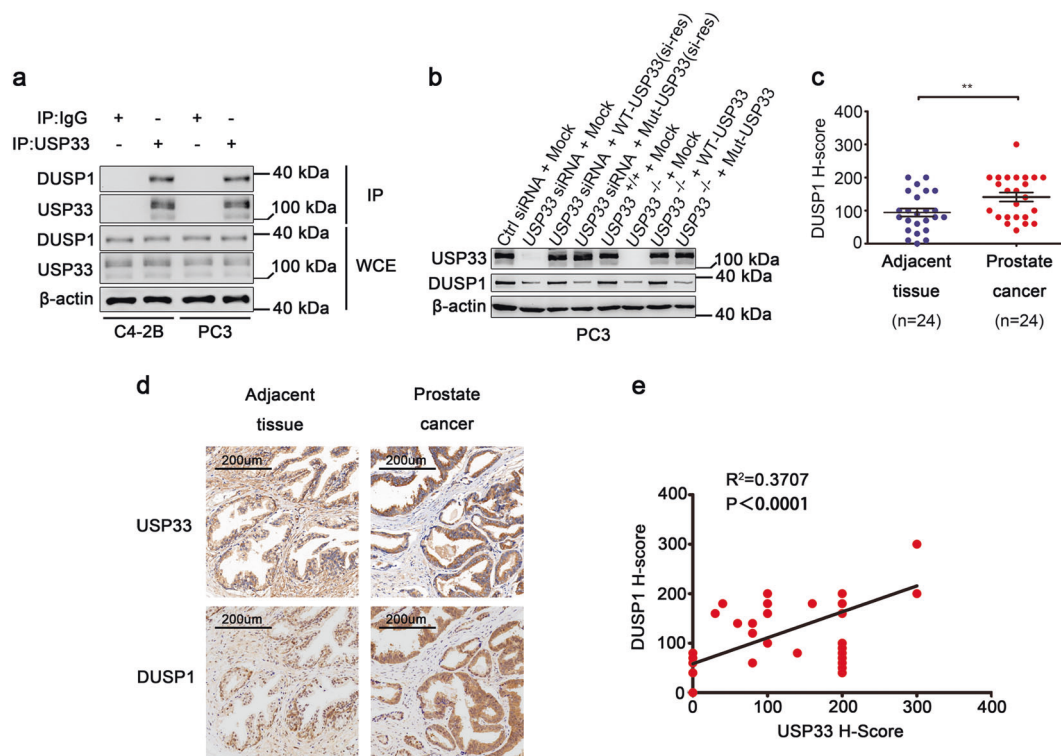 a
IP:IgG + - + -
IP:USP33 - + - +
DUSP1 40 kDa
USP33 100 kDa
IP
DUSP1 40 kDa
USP33 100 kDa
WCE
β-actin 40 kDa
C4-2B PC3
b
Ctrl siRNA + Mock
USP33 siRNA + Mock
USP33 siRNA + WT-USP33(si-res)
USP33 siRNA + Mut-USP33(si-res)
USP33 +/+ + Mock
USP33 -/- + Mock
USP33 -/- + WT-USP33
USP33 -/- + Mut-USP33
USP33 100 kDa
DUSP1 40 kDa
β-actin 40 kDa
PC3
c
**
DUSP1 H-score
400
300
200
100
0
Adjacent Prostate
tissue cancer
(n=24) (n=24)
d
Adjacent Prostate
tissue cancer
200um 200um
USP33
200um 200um
DUSP1
e
R²=0.3707
P<0.0001
DUSP1 H-score
400
300
200
100
0
0 100 200 300 400
USP33 H-Score